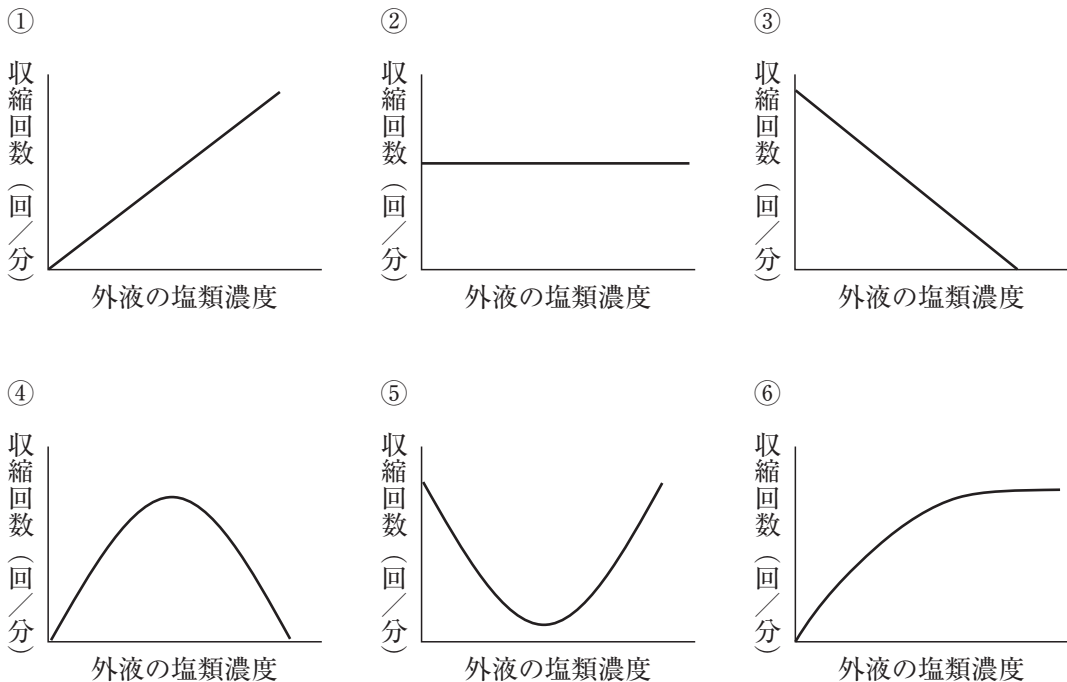 ①
収縮回数（回／分）
外液の塩類濃度
②
収縮回数（回／分）
外液の塩類濃度
③
収縮回数（回／分）
外液の塩類濃度
④
収縮回数（回／分）
外液の塩類濃度
⑤
収縮回数（回／分）
外液の塩類濃度
⑥
収縮回数（回／分）
外液の塩類濃度